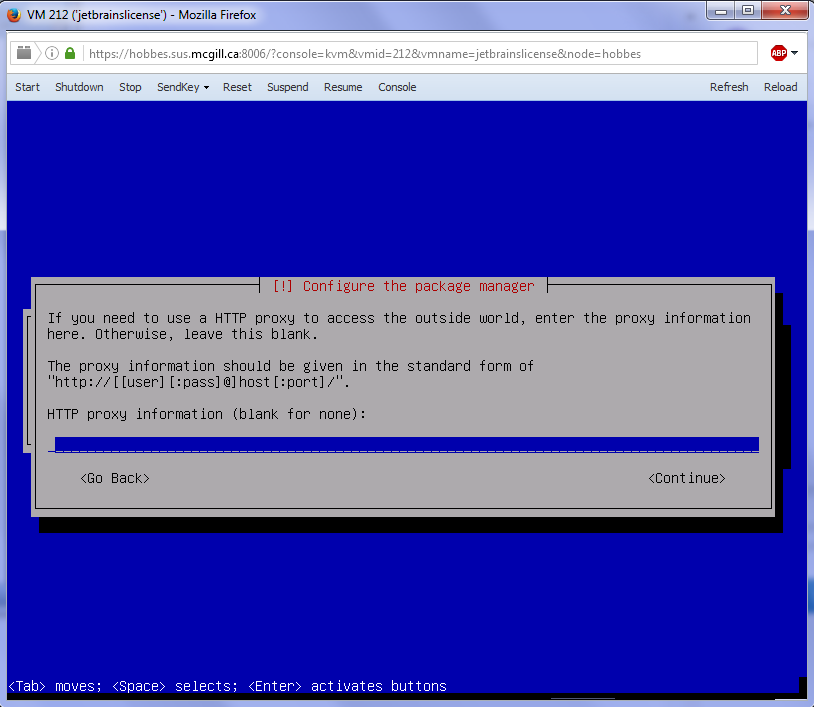 VM 212 ('jetbrainslicense') - Mozilla Firefox
https://hobbes.sus.mcgill.ca:8006/?console=kvm&vmid=212&vmname=jetbrainslicense&node=hobbes
ABP
Start Shutdown Stop SendKey Reset Suspend Resume Console Refresh Reload
[!] Configure the package manager
If you need to use a HTTP proxy to access the outside world, enter the proxy information
here. Otherwise, leave this blank.
The proxy information should be given in the standard form of
"http://[[user][:pass]@]host[:port]/".
HTTP proxy information (blank for none):
<Go Back> <Continue>
<Tab> moves; <Space> selects; <Enter> activates buttons